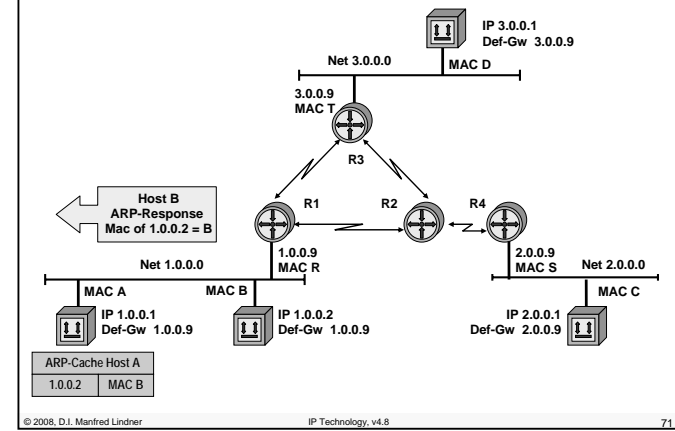 IP 3.0.0.1
Def-Gw 3.0.0.9
Net 3.0.0.0
MAC D
3.0.0.9
MAC T
R3
Host B
ARP-Response
Mac of 1.0.0.2 = B
R1
R2
R4
1.0.0.9
MAC R
2.0.0.9
MAC S
Net 1.0.0.0
Net 2.0.0.0
MAC A
MAC B
MAC C
IP 1.0.0.1
Def-Gw 1.0.0.9
IP 1.0.0.2
Def-Gw 1.0.0.9
IP 2.0.0.1
Def-Gw 2.0.0.9
ARP-Cache Host A
1.0.0.2 MAC B
© 2008, D.I. Manfred Lindner IP Technology, v4.8 71